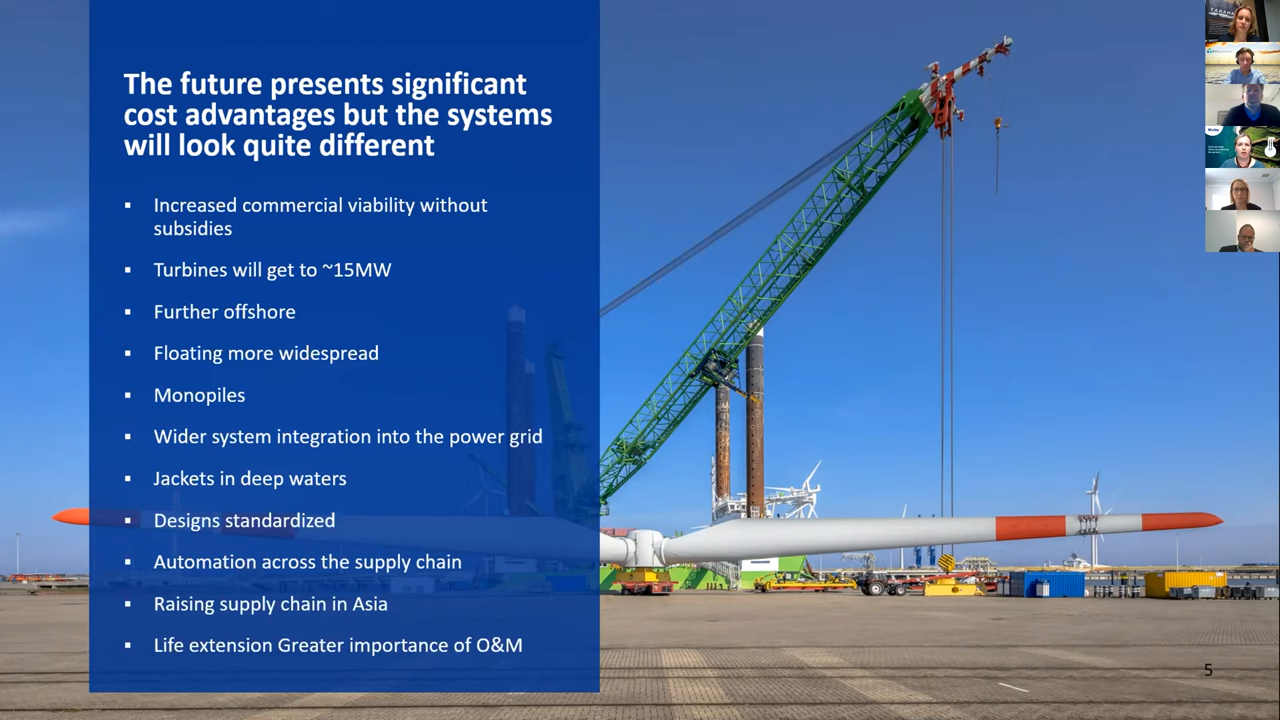 The future presents significant
cost advantages but the systems
will look quite different
▪ Increased commercial viability without
subsidies
▪ Turbines will get to ~15MW
▪ Further offshore
▪ Floating more widespread
▪ Monopiles
▪ Wider system integration into the power grid
▪ Jackets in deep waters
▪ Designs standardized
▪ Automation across the supply chain
▪ Raising supply chain in Asia
▪ Life extension Greater importance of O&M
5